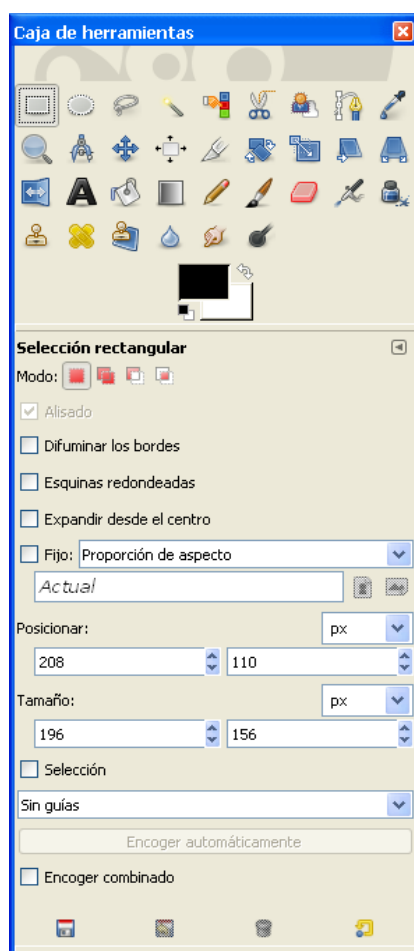 Caja de herramientas
Selección rectangular
Modo:
Alisado
Difuminar los bordes
Esquinas redondeadas
Expandir desde el centro
Fijo: Proporción de aspecto
Actual
Posicionar: px
208 110
Tamaño: px
196 156
Selección
Sin guías
Encoger automáticamente
Encoger combinado